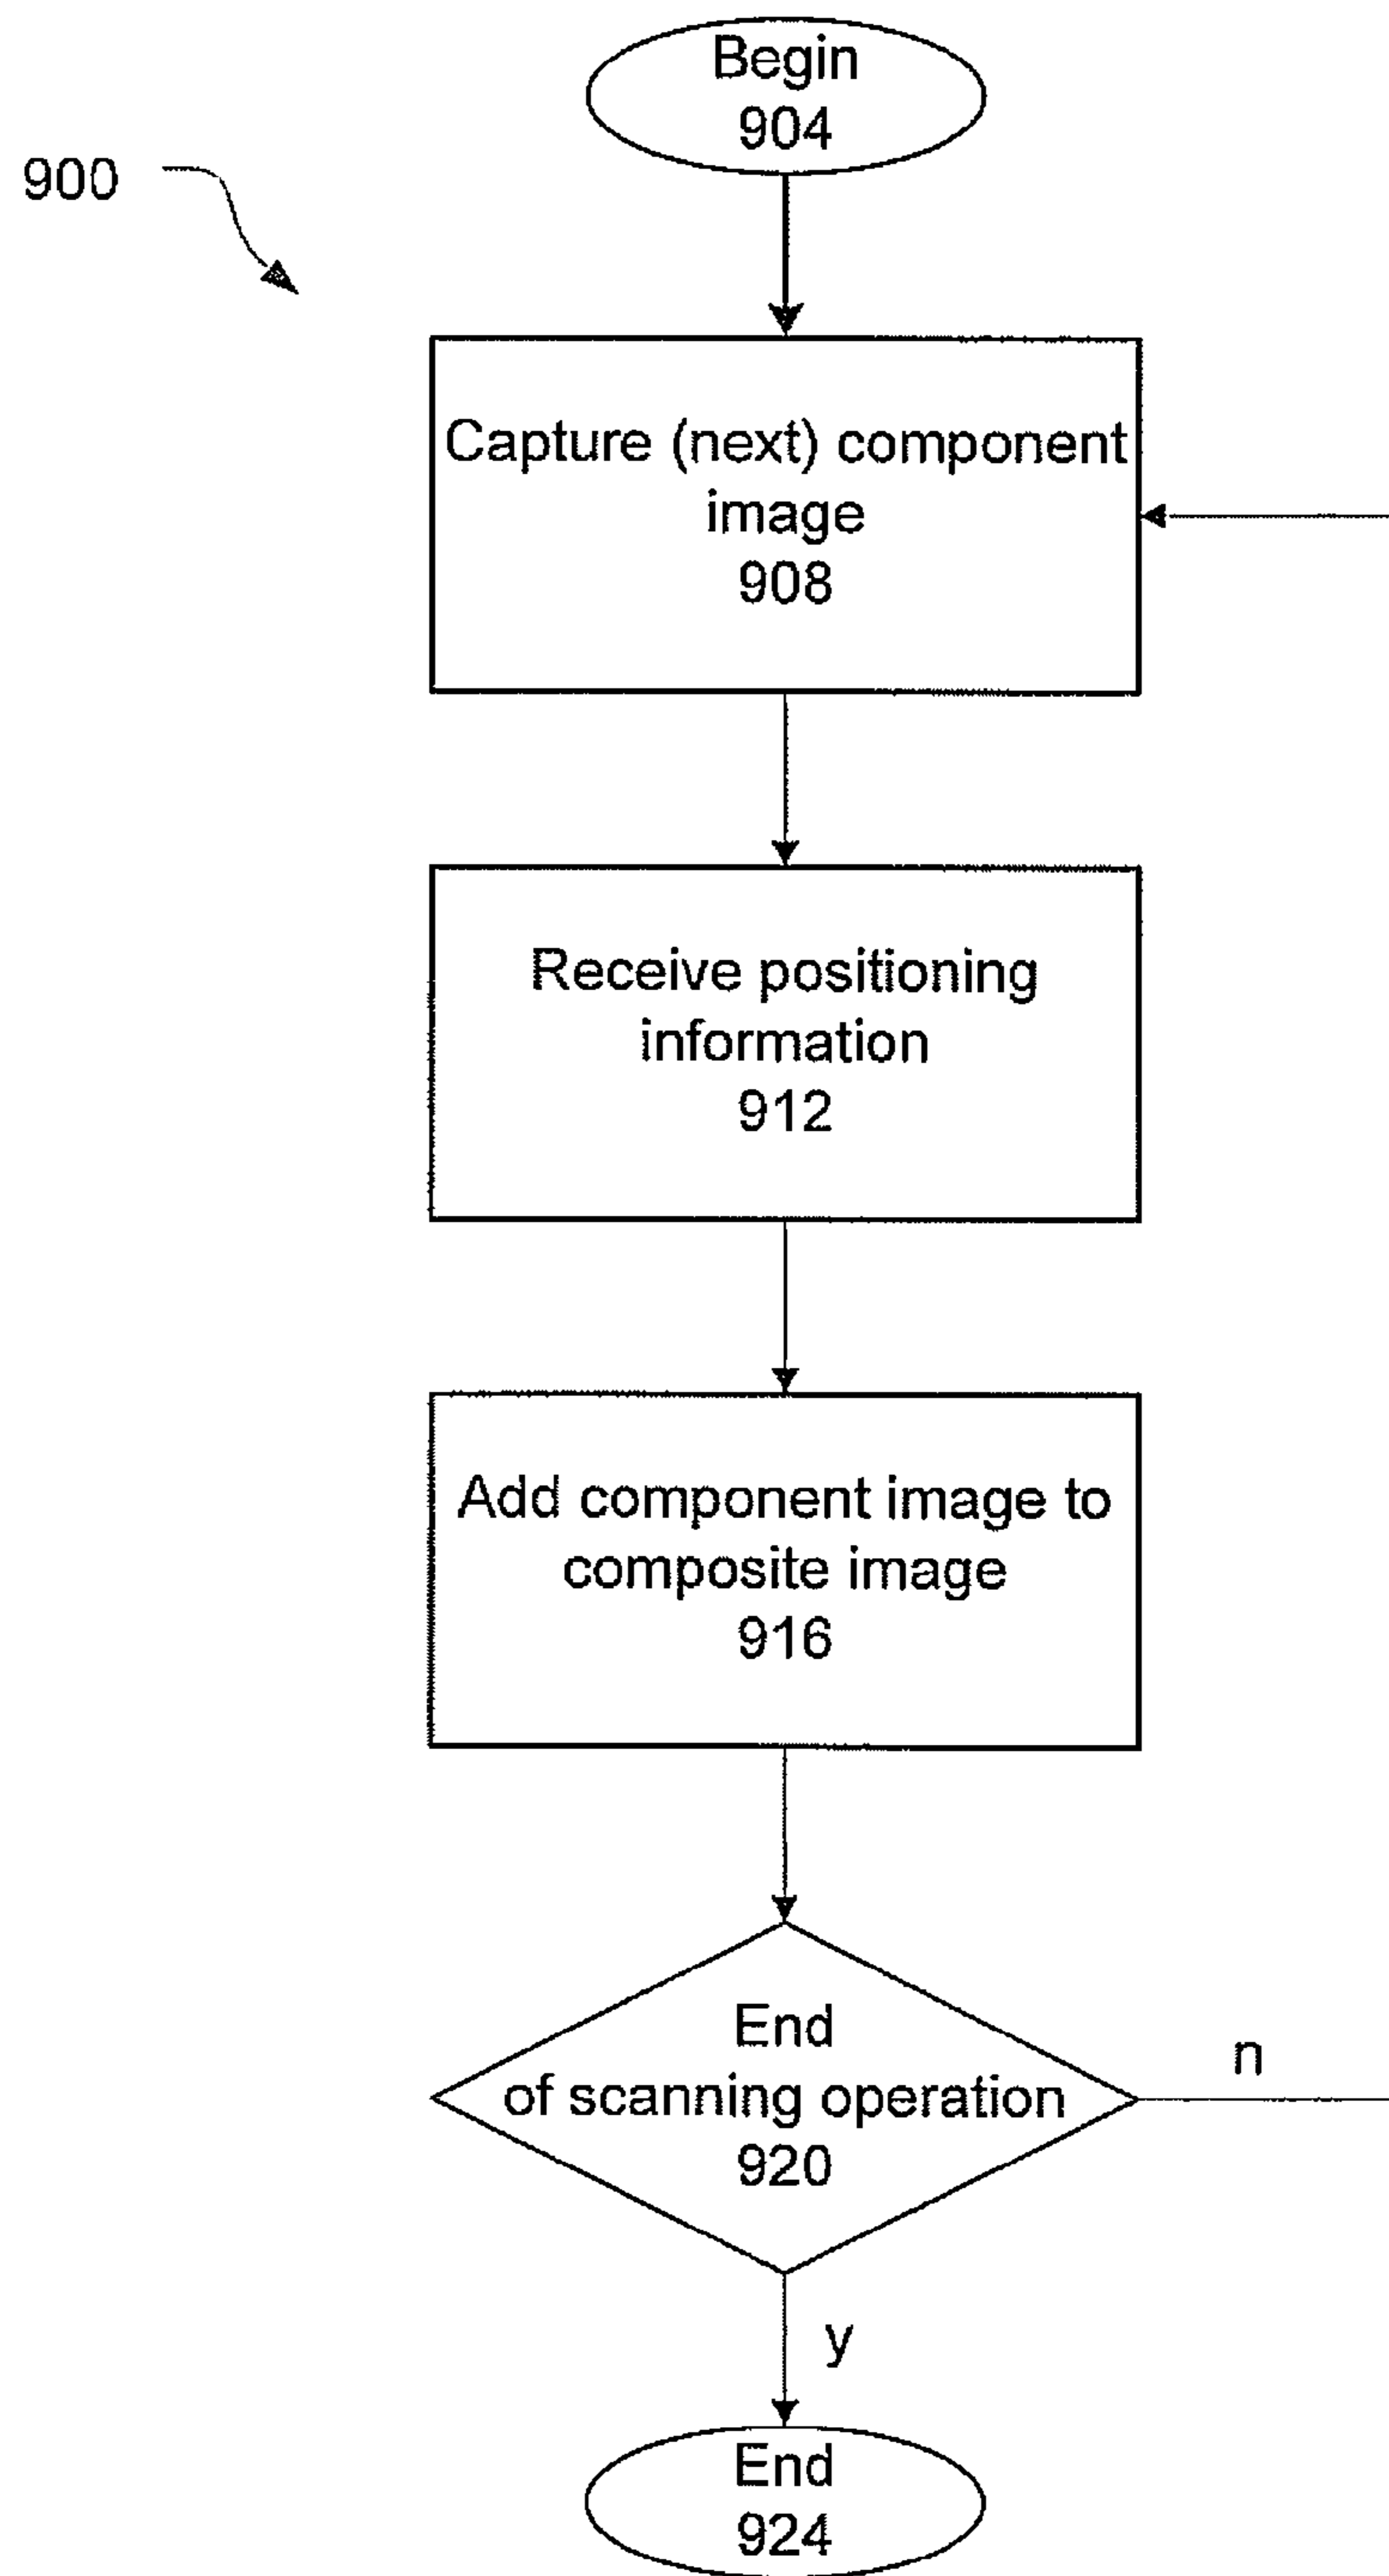 Begin
904
900
Capture (next) component
image
908
Receive positioning
information
912
Add component image to
composite image
916
End
of scanning operation
920
n
y
End
924